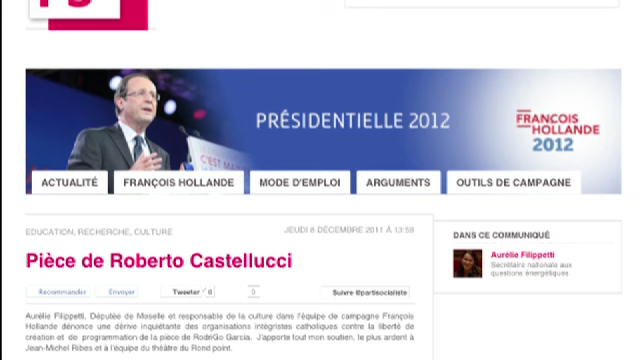 PRÉSIDENTIELLE 2012
FRANÇOIS
HOLLANDE
2012
ACTUALITÉ
FRANÇOIS HOLLANDE
MODE D'EMPLOI
ARGUMENTS
OUTILS DE CAMPAGNE
EDUCATION, RECHERCHE, CULTURE
JEUDI 8 DÉCEMBRE 2011 À 13:59
Pièce de Roberto Castellucci
Recommander
Envoyer
Tweeter
0
0
Suivre @partisocialiste
Aurélie Filippetti, Députée de Moselle et responsable de la culture dans l'équipe de campagne François
Hollande dénonce une dérive inquiétante des organisations intégristes catholiques contre la liberté de
création et de programmation de la pièce de RodriGo Garcia. J'apporte tout mon soutien, le plus ardent à
Jean-Michel Ribes et à l'équipe du théâtre du Rond point.
DANS CE COMMUNIQUÉ
Aurélie Filippetti
Secrétaire nationale aux
questions énergétiques